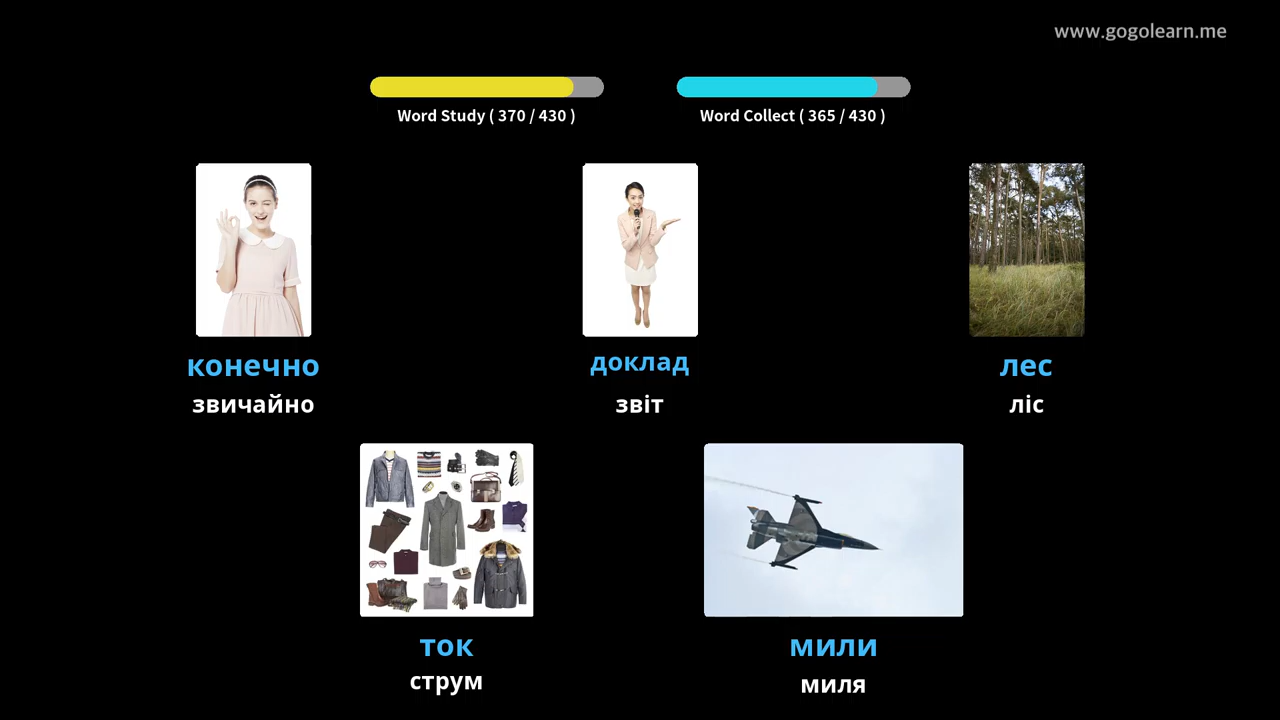 www.gogolearn.me
Word Study ( 370 / 430 )
Word Collect ( 365 / 430 )
конечно
звичайно
доклад
звіт
лес
ліс
ток
струм
мили
миля